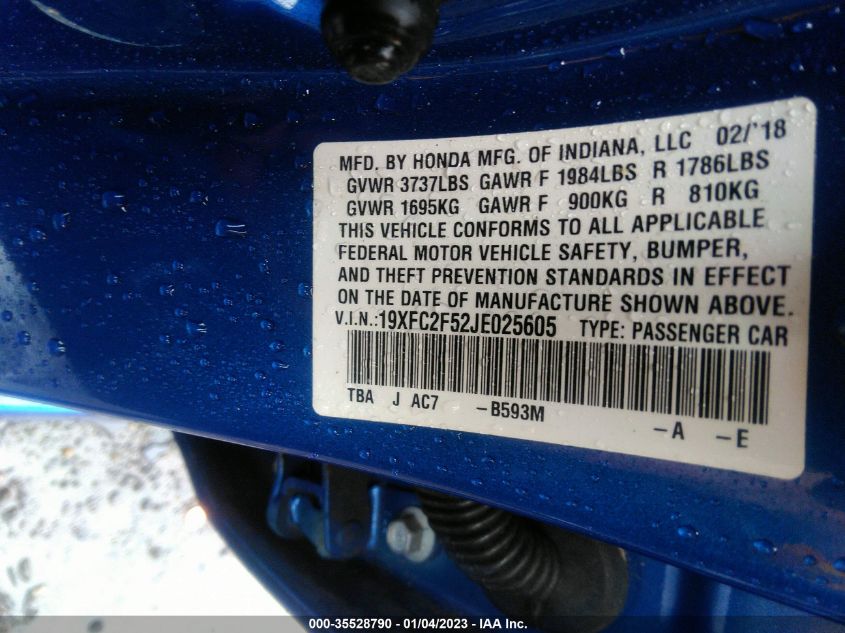 MFD. BY HONDA MFG. OF INDIANA, LLC 02/'18
GVWR 3737LBS GAWR F 1984LBS R 1786LBS
GVWR 1695KG GAWR F 900KG R 810KG
THIS VEHICLE CONFORMS TO ALL APPLICABLE
FEDERAL MOTOR VEHICLE SAFETY, BUMPER,
AND THEFT PREVENTION STANDARDS IN EFFECT
ON THE DATE OF MANUFACTURE SHOWN ABOVE.
V.I.N.:19XFC2F52JE025605 TYPE: PASSENGER CAR
TBA J AC7 -B593M -A -E
000-35528790 - 01/04/2023 - IAA Inc.